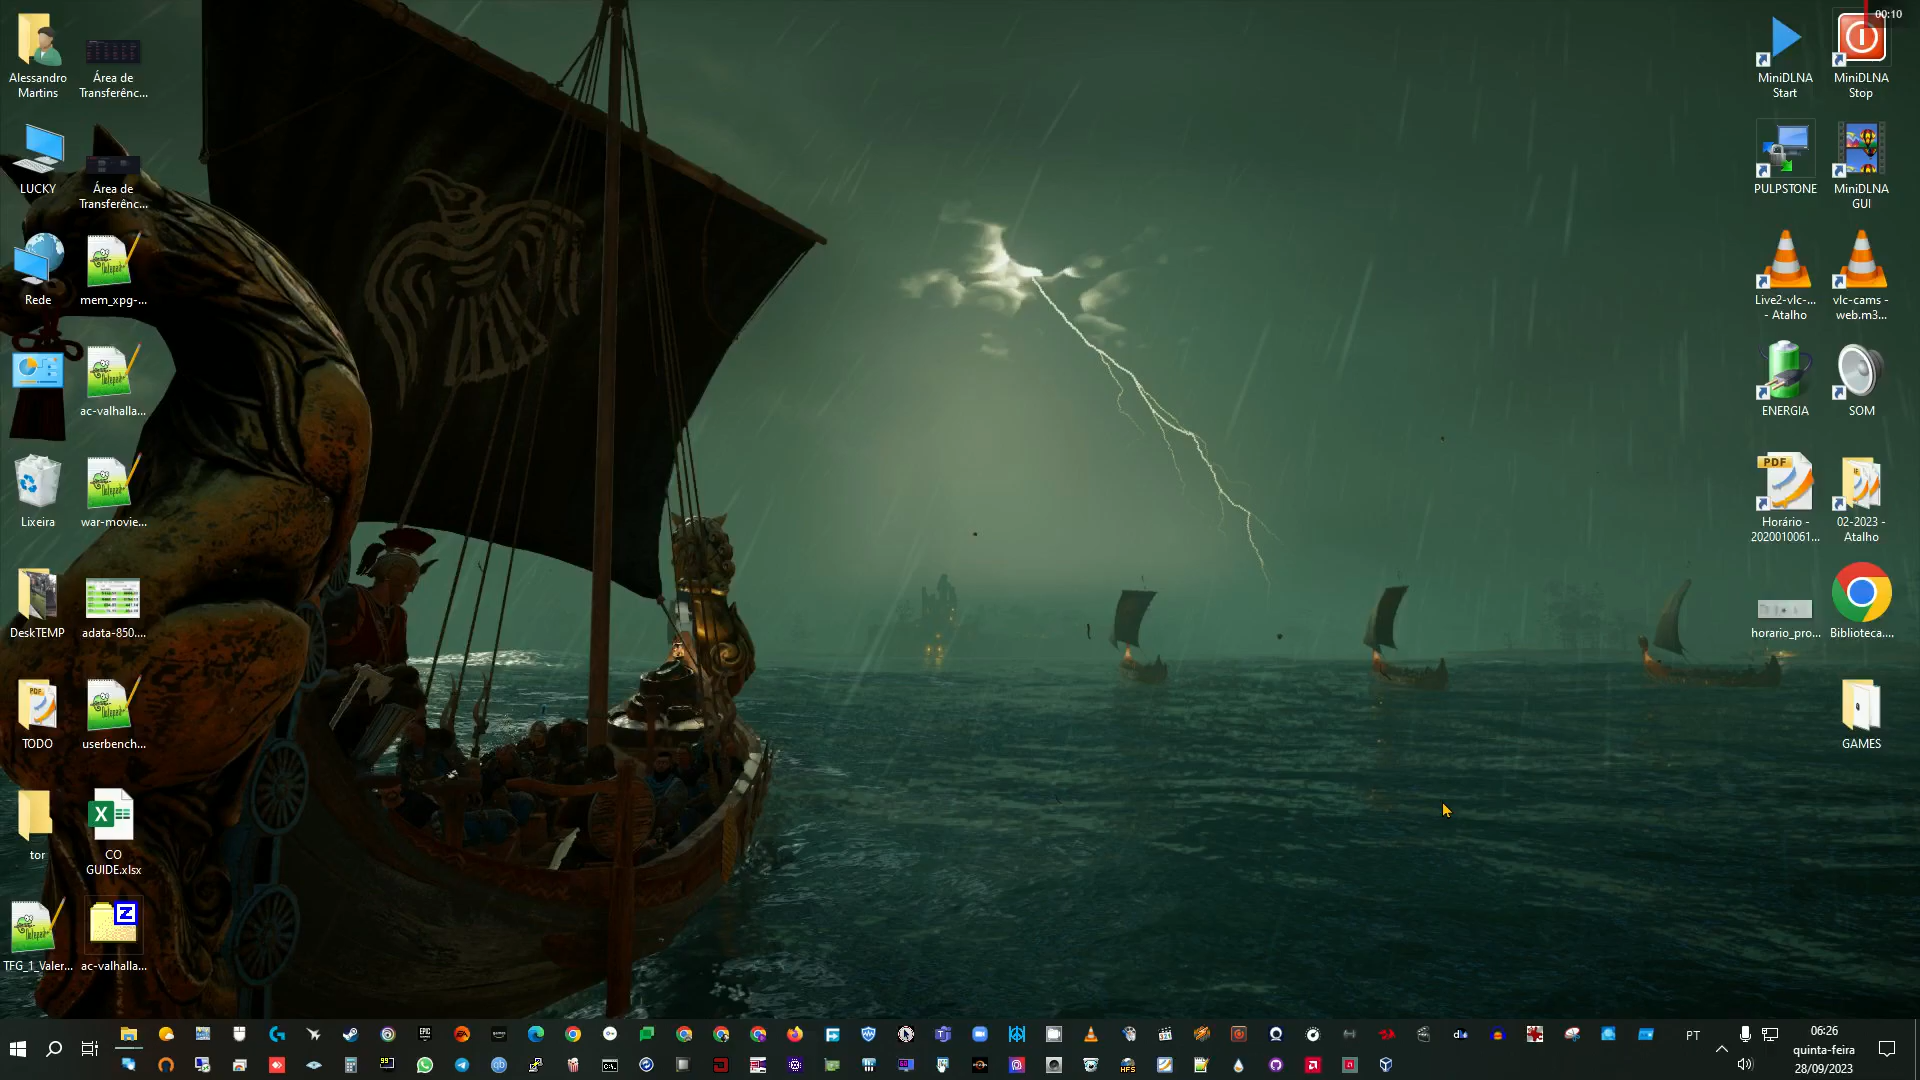 Alessandro
Martins
Área de
Transferênc...
LUCKY
Área de
Transferênc...
Rede
mem_xpg-...
ac-valhalla...
Lixeira
war-movie...
DeskTEMP
adata-850....
TODO
userbench...
tor
CO
GUIDE.xlsx
TFG_1_Valer...
ac-valhalla...
00:10
MiniDLNA
Start
MiniDLNA
Stop
PULPSTONE
MiniDLNA
GUI
Live2-vlc-...
- Atalho
vlc-cams -
web.m3...
ENERGIA
SOM
PDF
Horário -
2020010061...
02-2023 -
Atalho
horario_pro...
Biblioteca....
GAMES
PT
06:26
quinta-feira
28/09/2023